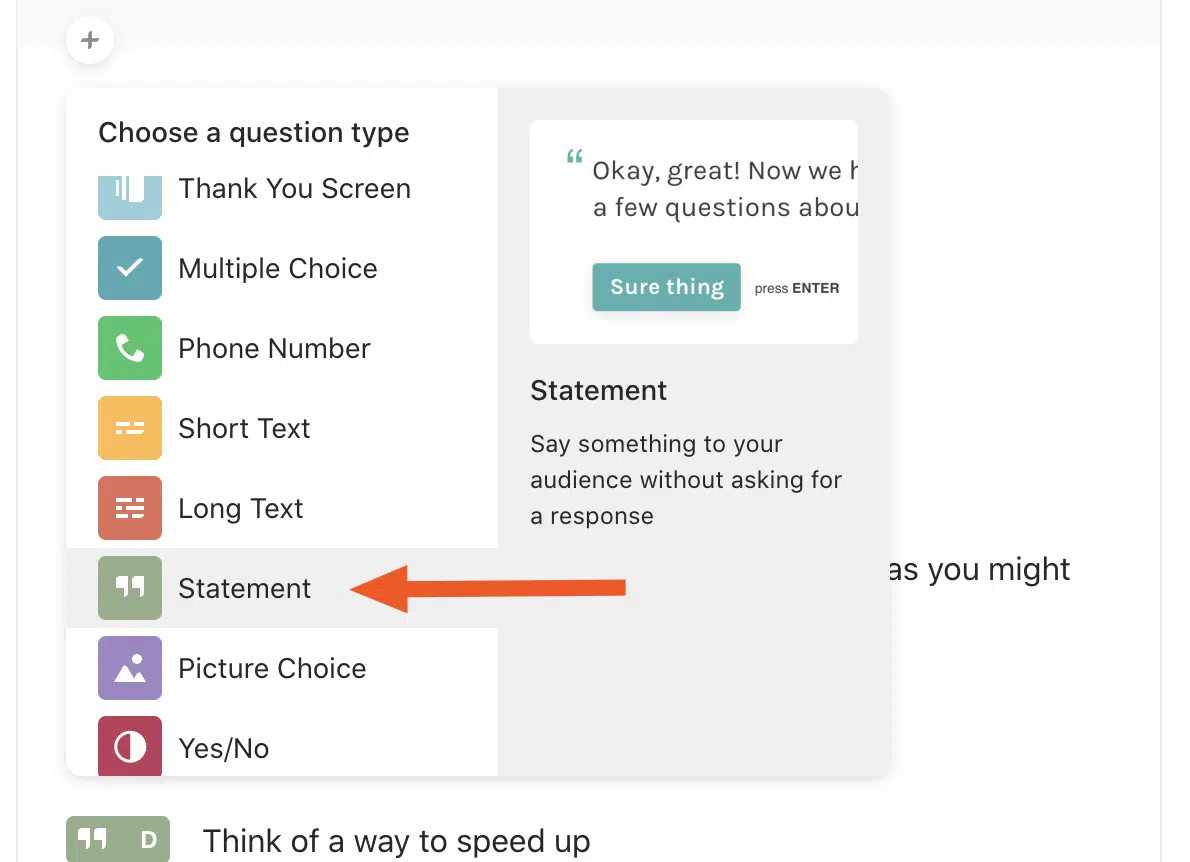 Choose a question type
Thank You Screen
Multiple Choice
Phone Number
Short Text
Long Text
Statement
Picture Choice
Yes/No
“ Okay, great! Now we h
a few questions abou
Sure thing press ENTER
Statement
Say something to your
audience without asking for
a response
as you might
D Think of a way to speed up